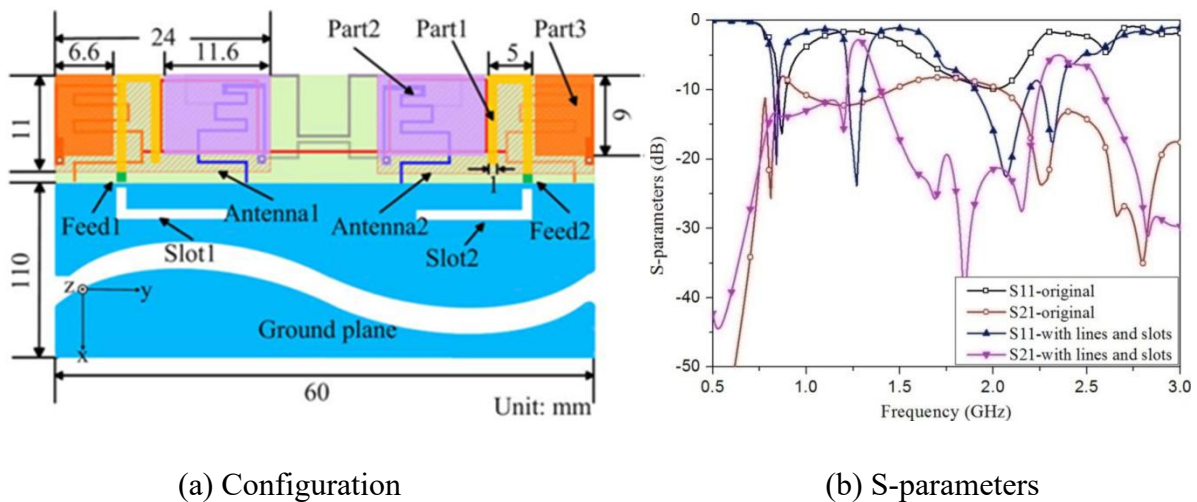 24
6.6
11.6
Part2
Part1
Part3
5
11
9
1
Feed1
Antenna1
Antenna2
Feed2
Slot1
Slot2
110
z
y
x
Ground plane
60
Unit: mm
(a) Configuration
0
-10
-20
-30
-40
-50
S-parameters (dB)
S11-original
S21-original
S11-with lines and slots
S21-with lines and slots
0.5
1.0
1.5
2.0
2.5
3.0
Frequency (GHz)
(b) S-parameters